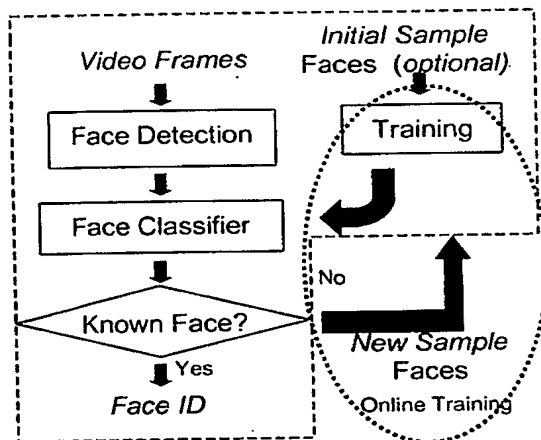 Video Frames
Initial Sample
Faces (optional)
Face Detection
Training
Face Classifier
No
Known Face?
Yes
New Sample
Faces
Face ID
Online Training